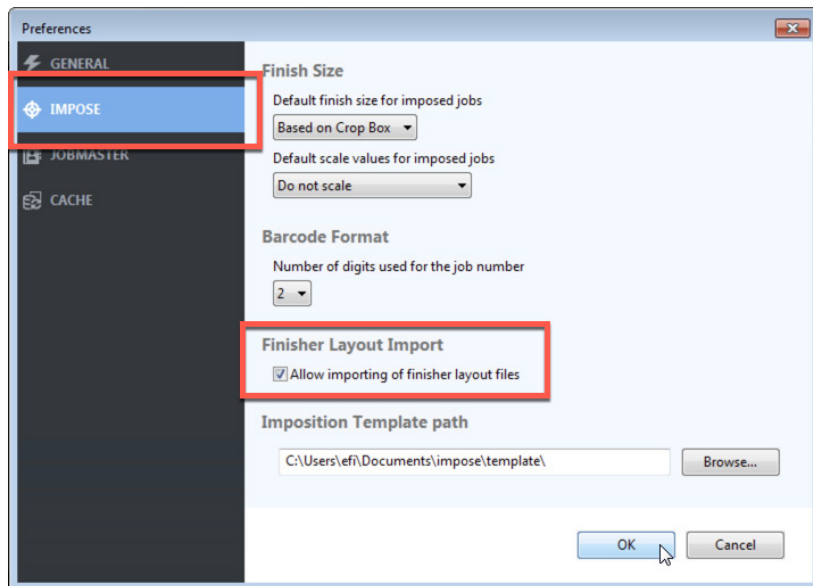 Preferences
GENERAL
IMPOSE
JOBMASTER
CACHE
Finish Size
Default finish size for imposed jobs
Based on Crop Box
Default scale values for imposed jobs
Do not scale
Barcode Format
Number of digits used for the job number
2
Finisher Layout Import
Allow importing of finisher layout files
Imposition Template path
C:\Users\efi\Documents\impose\template\
Browse...
OK
Cancel